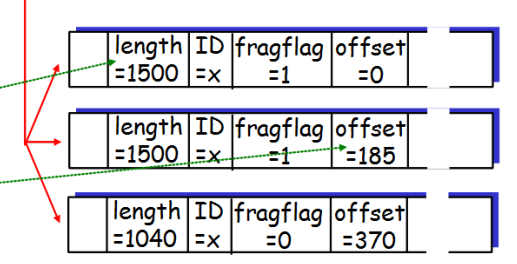 length ID fragflag offset
=1500 =x =1 =0
length ID fragflag offset
=1500 =x =1 =185
length ID fragflag offset
=1040 =x =0 =370